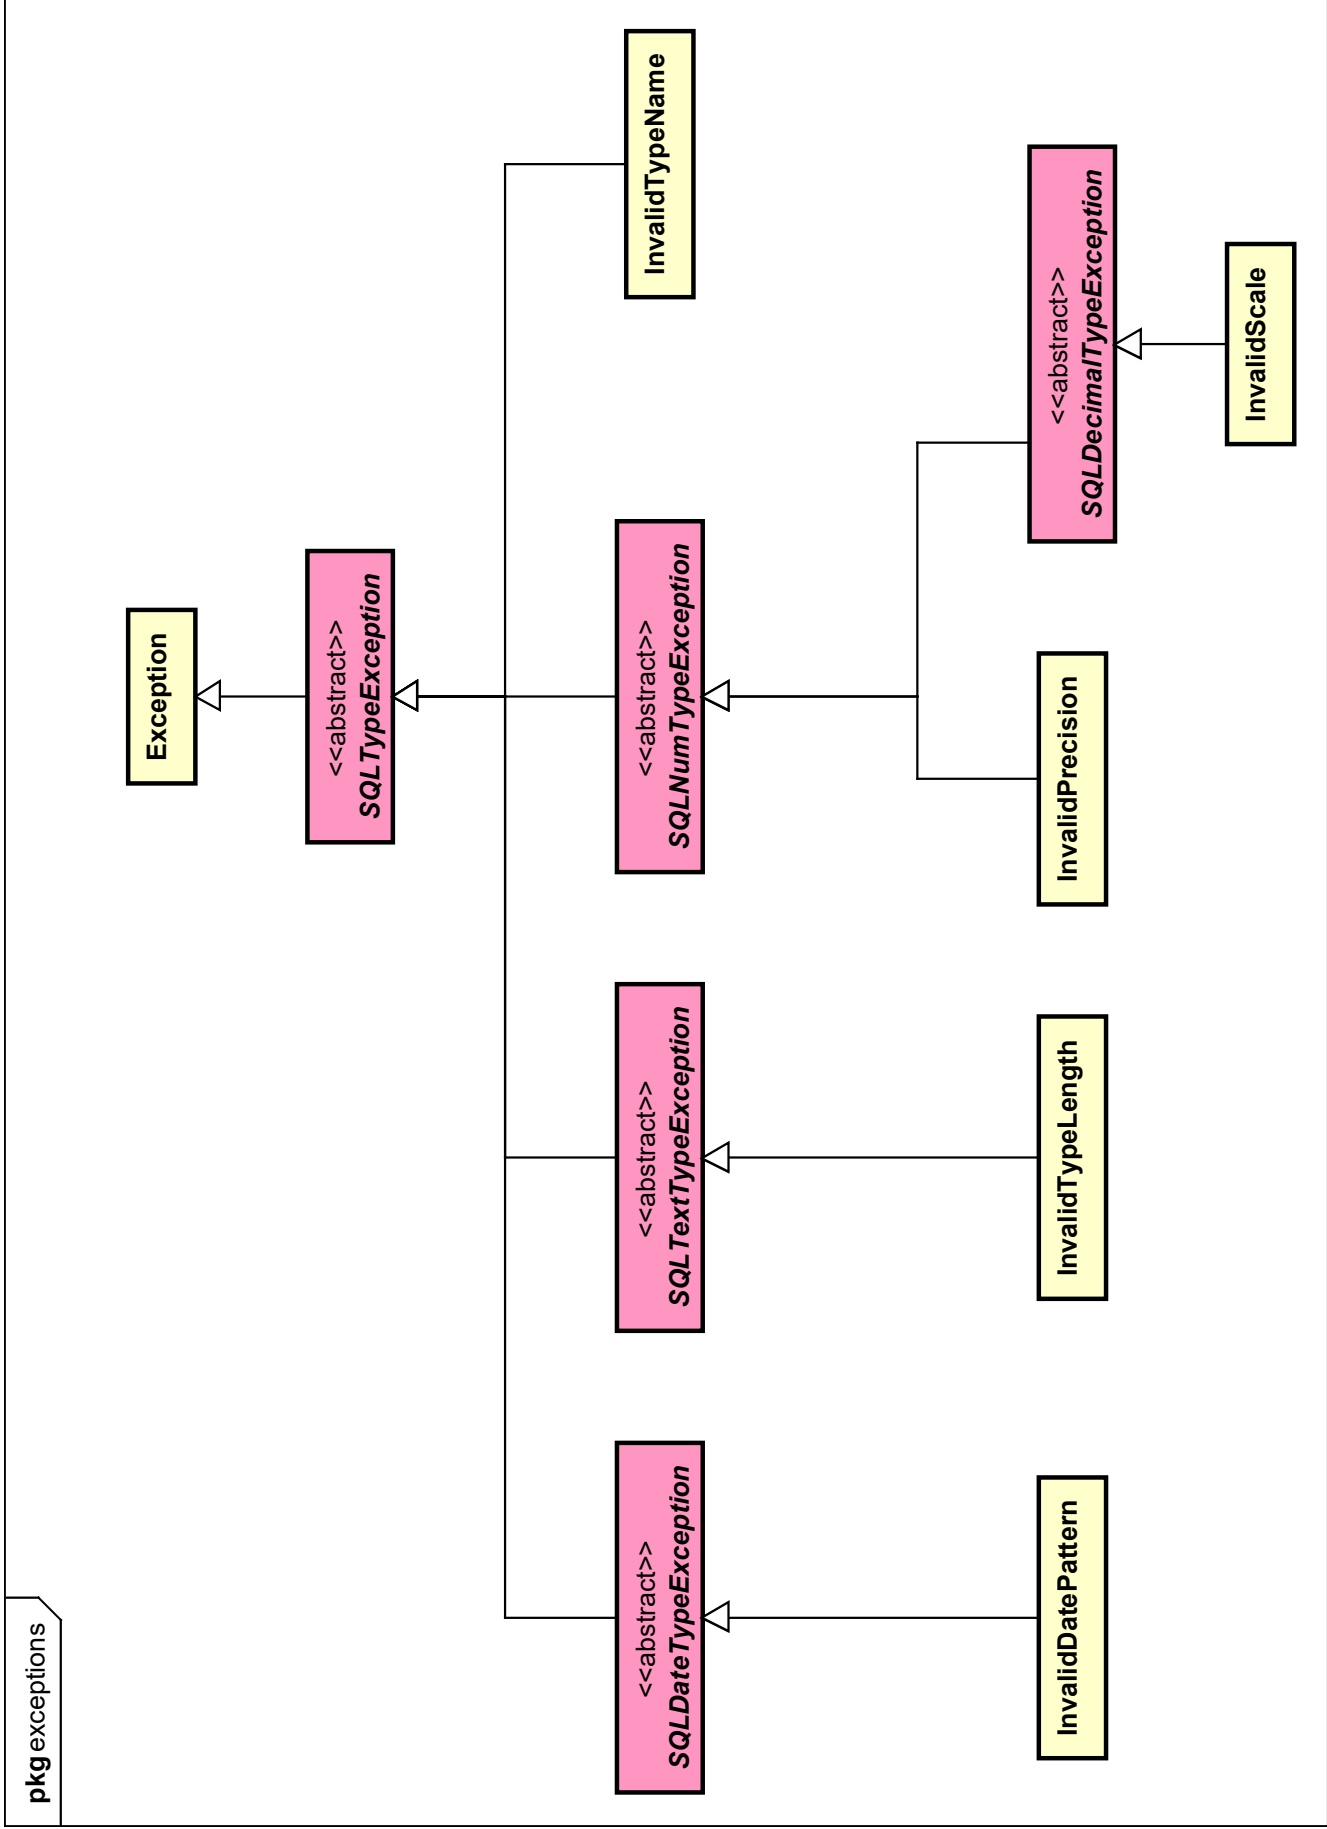 pkg exceptions
Exception
<<abstract>>
SQLTypeException
<<abstract>>
SQLDateTypeException
<<abstract>>
SQLTextTypeException
<<abstract>>
SQLNumTypeException
InvalidTypeName
InvalidDatePattern
InvalidTypeLength
InvalidPrecision
<<abstract>>
SQLDecimalTypeException
InvalidScale